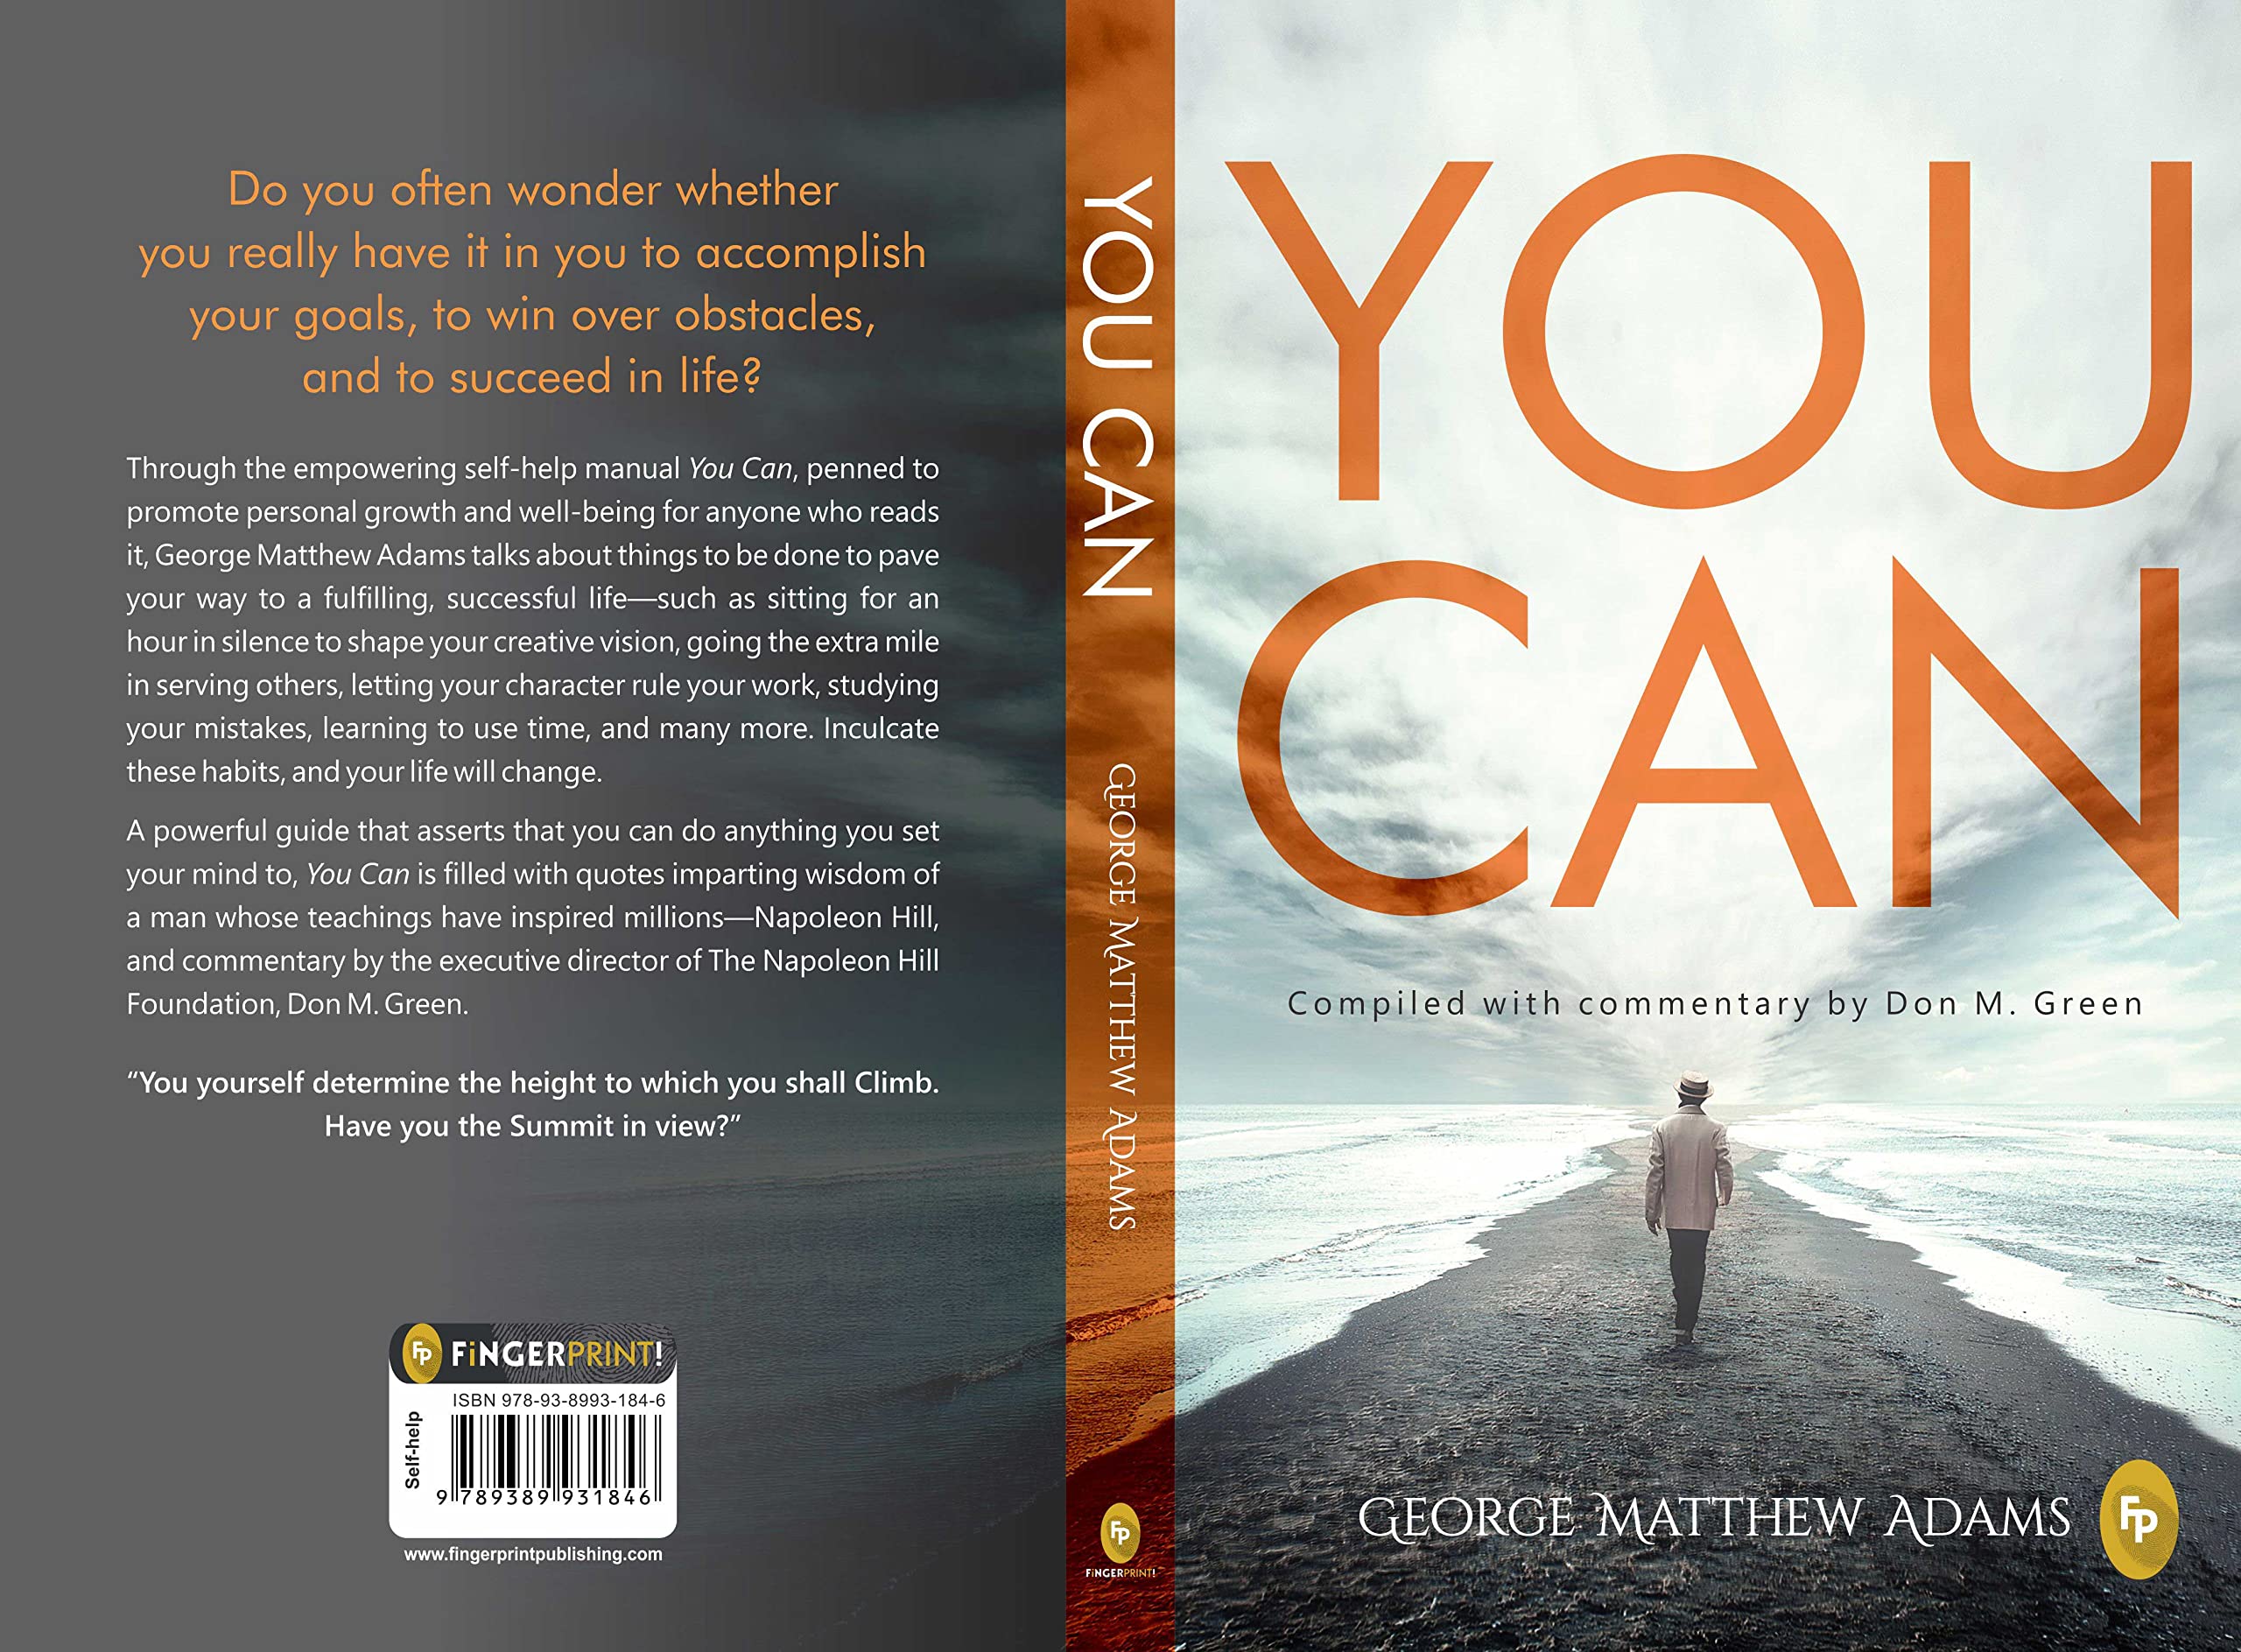 Do you often wonder whether
you really have it in you to accomplish
your goals, to win over obstacles,
and to succeed in life?
Through the empowering self-help manual You Can, penned to
promote personal growth and well-being for anyone who reads
it, George Matthew Adams talks about things to be done to pave
your way to a fulfilling, successful life—such as sitting for an
hour in silence to shape your creative vision, going the extra mile
in serving others, letting your character rule your work, studying
your mistakes, learning to use time, and many more. Inculcate
these habits, and your life will change.
A powerful guide that asserts that you can do anything you set
your mind to, You Can is filled with quotes imparting wisdom of
a man whose teachings have inspired millions—Napoleon Hill,
and commentary by the executive director of The Napoleon Hill
Foundation, Don M. Green.
“You yourself determine the height to which you shall Climb.
Have you the Summit in view?”
FP FiNGERPRINT!
ISBN 978-93-8993-184-6
Self-help
9 789389 931846
www.fingerprintpublishing.com
YOU CAN
GEORGE MATTHEW ADAMS
FP
FiNGERPRINT!
YOU
CAN
Compiled with commentary by Don M. Green
GEORGE MATTHEW ADAMS
FP